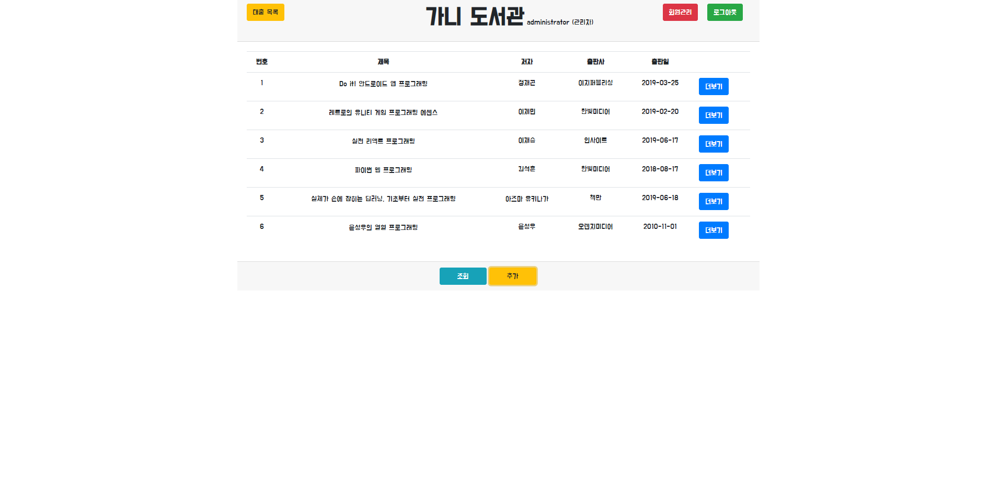 대출 목록 가니 도서관 administrator (관리자) 회원관리 로그아웃
번호 제목 저자 출판사 출판일
1 Do it! 안드로이드 앱 프로그래밍 정재곤 이지퍼블리싱 2019-03-25 더보기
2 레트로의 유니티 게임 프로그래밍 에센스 이제민 한빛미디어 2019-02-20 더보기
3 실전 리액트 프로그래밍 이재승 인사이트 2019-06-17 더보기
4 파이썬 웹 프로그래밍 김석훈 한빛미디어 2018-08-17 더보기
5 실체가 손에 잡히는 딥러닝, 기초부터 실전 프로그래밍 아즈마 유키나가 책만 2019-06-18 더보기
6 윤성우의 열혈 프로그래밍 윤성우 오렌지미디어 2010-11-01 더보기
조회 추가